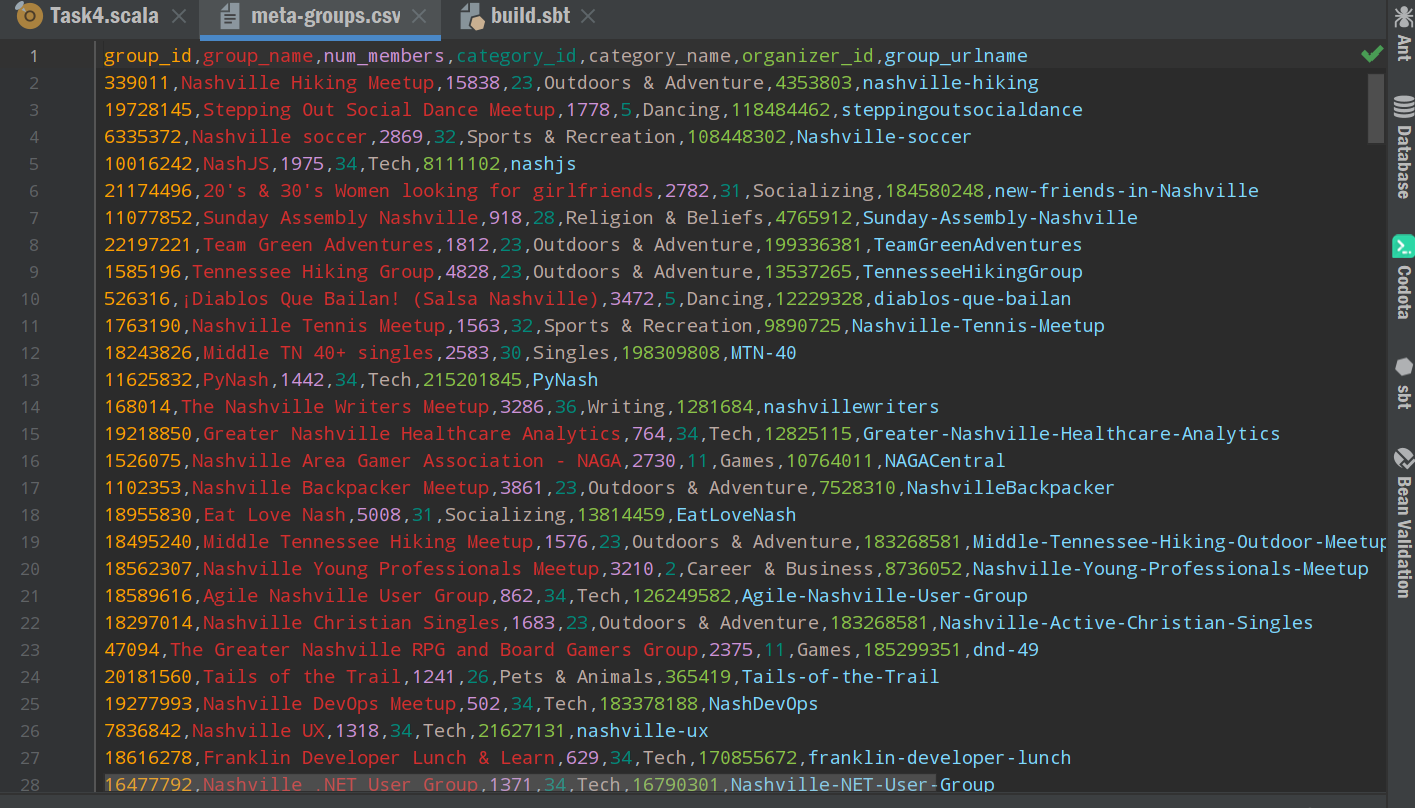 Task4.scala
meta-groups.csv
build.sbt
1 group_id,group_name,num_members,category_id,category_name,organizer_id,group_urlname
2 339011,Nashville Hiking Meetup,15838,23,Outdoors & Adventure,4353803,nashville-hiking
3 19728145,Stepping Out Social Dance Meetup,1778,5,Dancing,118484462,steppingoutsocialdance
4 6335372,Nashville soccer,2869,32,Sports & Recreation,108448302,Nashville-soccer
5 10016242,NashJS,1975,34,Tech,8111102,nashjs
6 21174496,20's & 30's Women looking for girlfriends,2782,31,Socializing,184580248,new-friends-in-Nashville
7 11077852,Sunday Assembly Nashville,918,28,Religion & Beliefs,4765912,Sunday-Assembly-Nashville
8 22197221,Team Green Adventures,1812,23,Outdoors & Adventure,199336381,TeamGreenAdventures
9 1585196,Tennessee Hiking Group,4828,23,Outdoors & Adventure,13537265,TennesseeHikingGroup
10 526316,¡Diablos Que Bailan! (Salsa Nashville),3472,5,Dancing,12229328,diablos-que-bailan
11 1763190,Nashville Tennis Meetup,1563,32,Sports & Recreation,9890725,Nashville-Tennis-Meetup
12 18243826,Middle TN 40+ singles,2583,30,Singles,198309808,MTN-40
13 11625832,PyNash,1442,34,Tech,215201845,PyNash
14 168014,The Nashville Writers Meetup,3286,36,Writing,1281684,nashvillewriters
15 19218850,Greater Nashville Healthcare Analytics,764,34,Tech,12825115,Greater-Nashville-Healthcare-Analytics
16 1526075,Nashville Area Gamer Association - NAGA,2730,11,Games,10764011,NAGACentral
17 1102353,Nashville Backpacker Meetup,3861,23,Outdoors & Adventure,7528310,NashvilleBackpacker
18 18955830,Eat Love Nash,5008,31,Socializing,13814459,EatLoveNash
19 18495240,Middle Tennessee Hiking Meetup,1576,23,Outdoors & Adventure,183268581,Middle-Tennessee-Hiking-Outdoor-Meetup
20 18562307,Nashville Young Professionals Meetup,3210,2,Career & Business,8736052,Nashville-Young-Professionals-Meetup
21 18589616,Agile Nashville User Group,862,34,Tech,126249582,Agile-Nashville-User-Group
22 18297014,Nashville Christian Singles,1683,23,Outdoors & Adventure,183268581,Nashville-Active-Christian-Singles
23 47094,The Greater Nashville RPG and Board Gamers Group,2375,11,Games,185299351,dnd-49
24 20181560,Tails of the Trail,1241,26,Pets & Animals,365419,Tails-of-the-Trail
25 19277993,Nashville DevOps Meetup,502,34,Tech,183378188,NashDevOps
26 7836842,Nashville UX,1318,34,Tech,21627131,nashville-ux
27 18616278,Franklin Developer Lunch & Learn,629,34,Tech,170855672,franklin-developer-lunch
28 16477792,Nashville .NET User Group,1371,34,Tech,16790301,Nashville-NET-User-Group
Ant
Database
Codota
sbt
Bean Validation